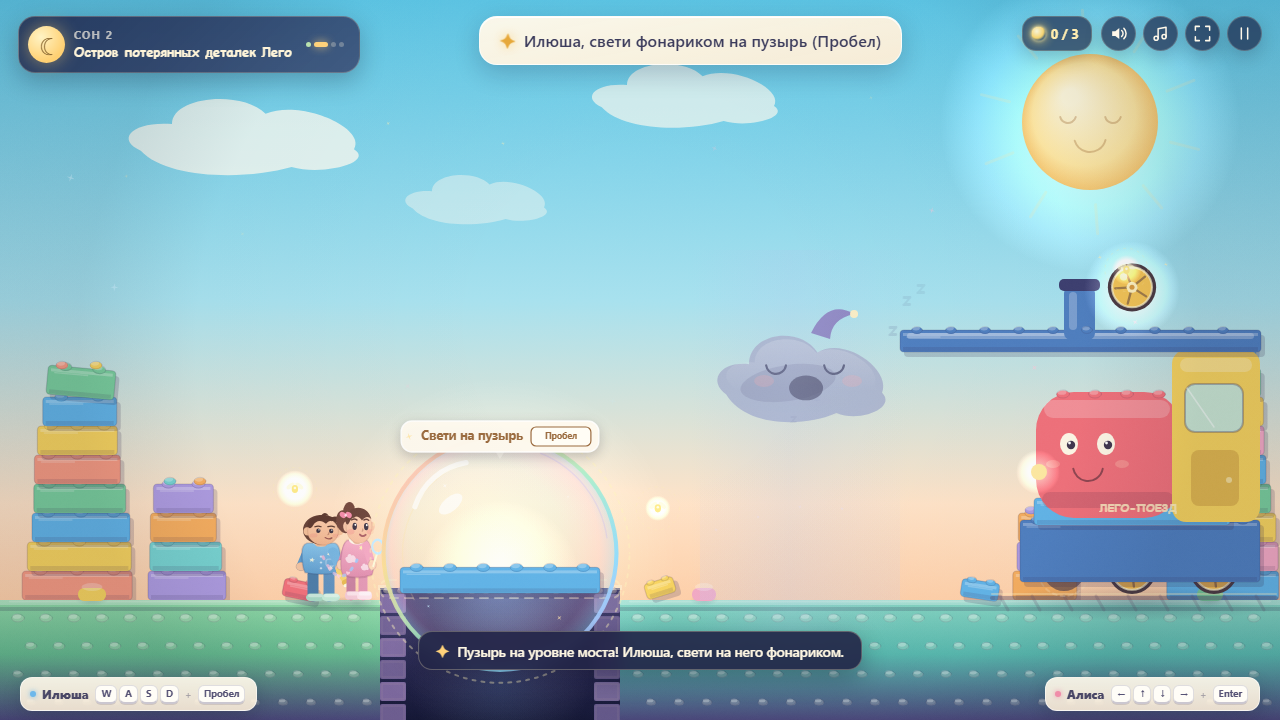 СОН 2
Остров потерянных деталек Лего
Илюша, свети фонариком на пузырь (Пробел)
0 / 3
z
z
z
Свети на пузырь Пробел
ЛЕГО-ПОЕЗД
Пузырь на уровне моста! Илюша, свети на него фонариком.
Илюша W A S D + Пробел
Алиса ← ↑ ↓ → + Enter